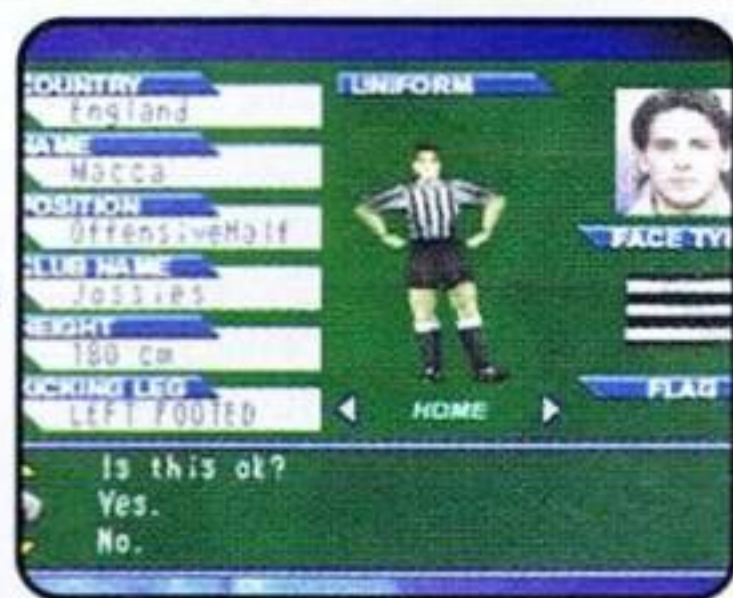 COUNTRY
England
NAME
Macca
POSITION
OffensiveHalf
CLUB NAME
Jossies
HEIGHT
180 cm
KICKING LEG
LEFT FOOTED
UNIFORM
HOME
FACE TYP
FLAG
Is this ok?
Yes.
No.